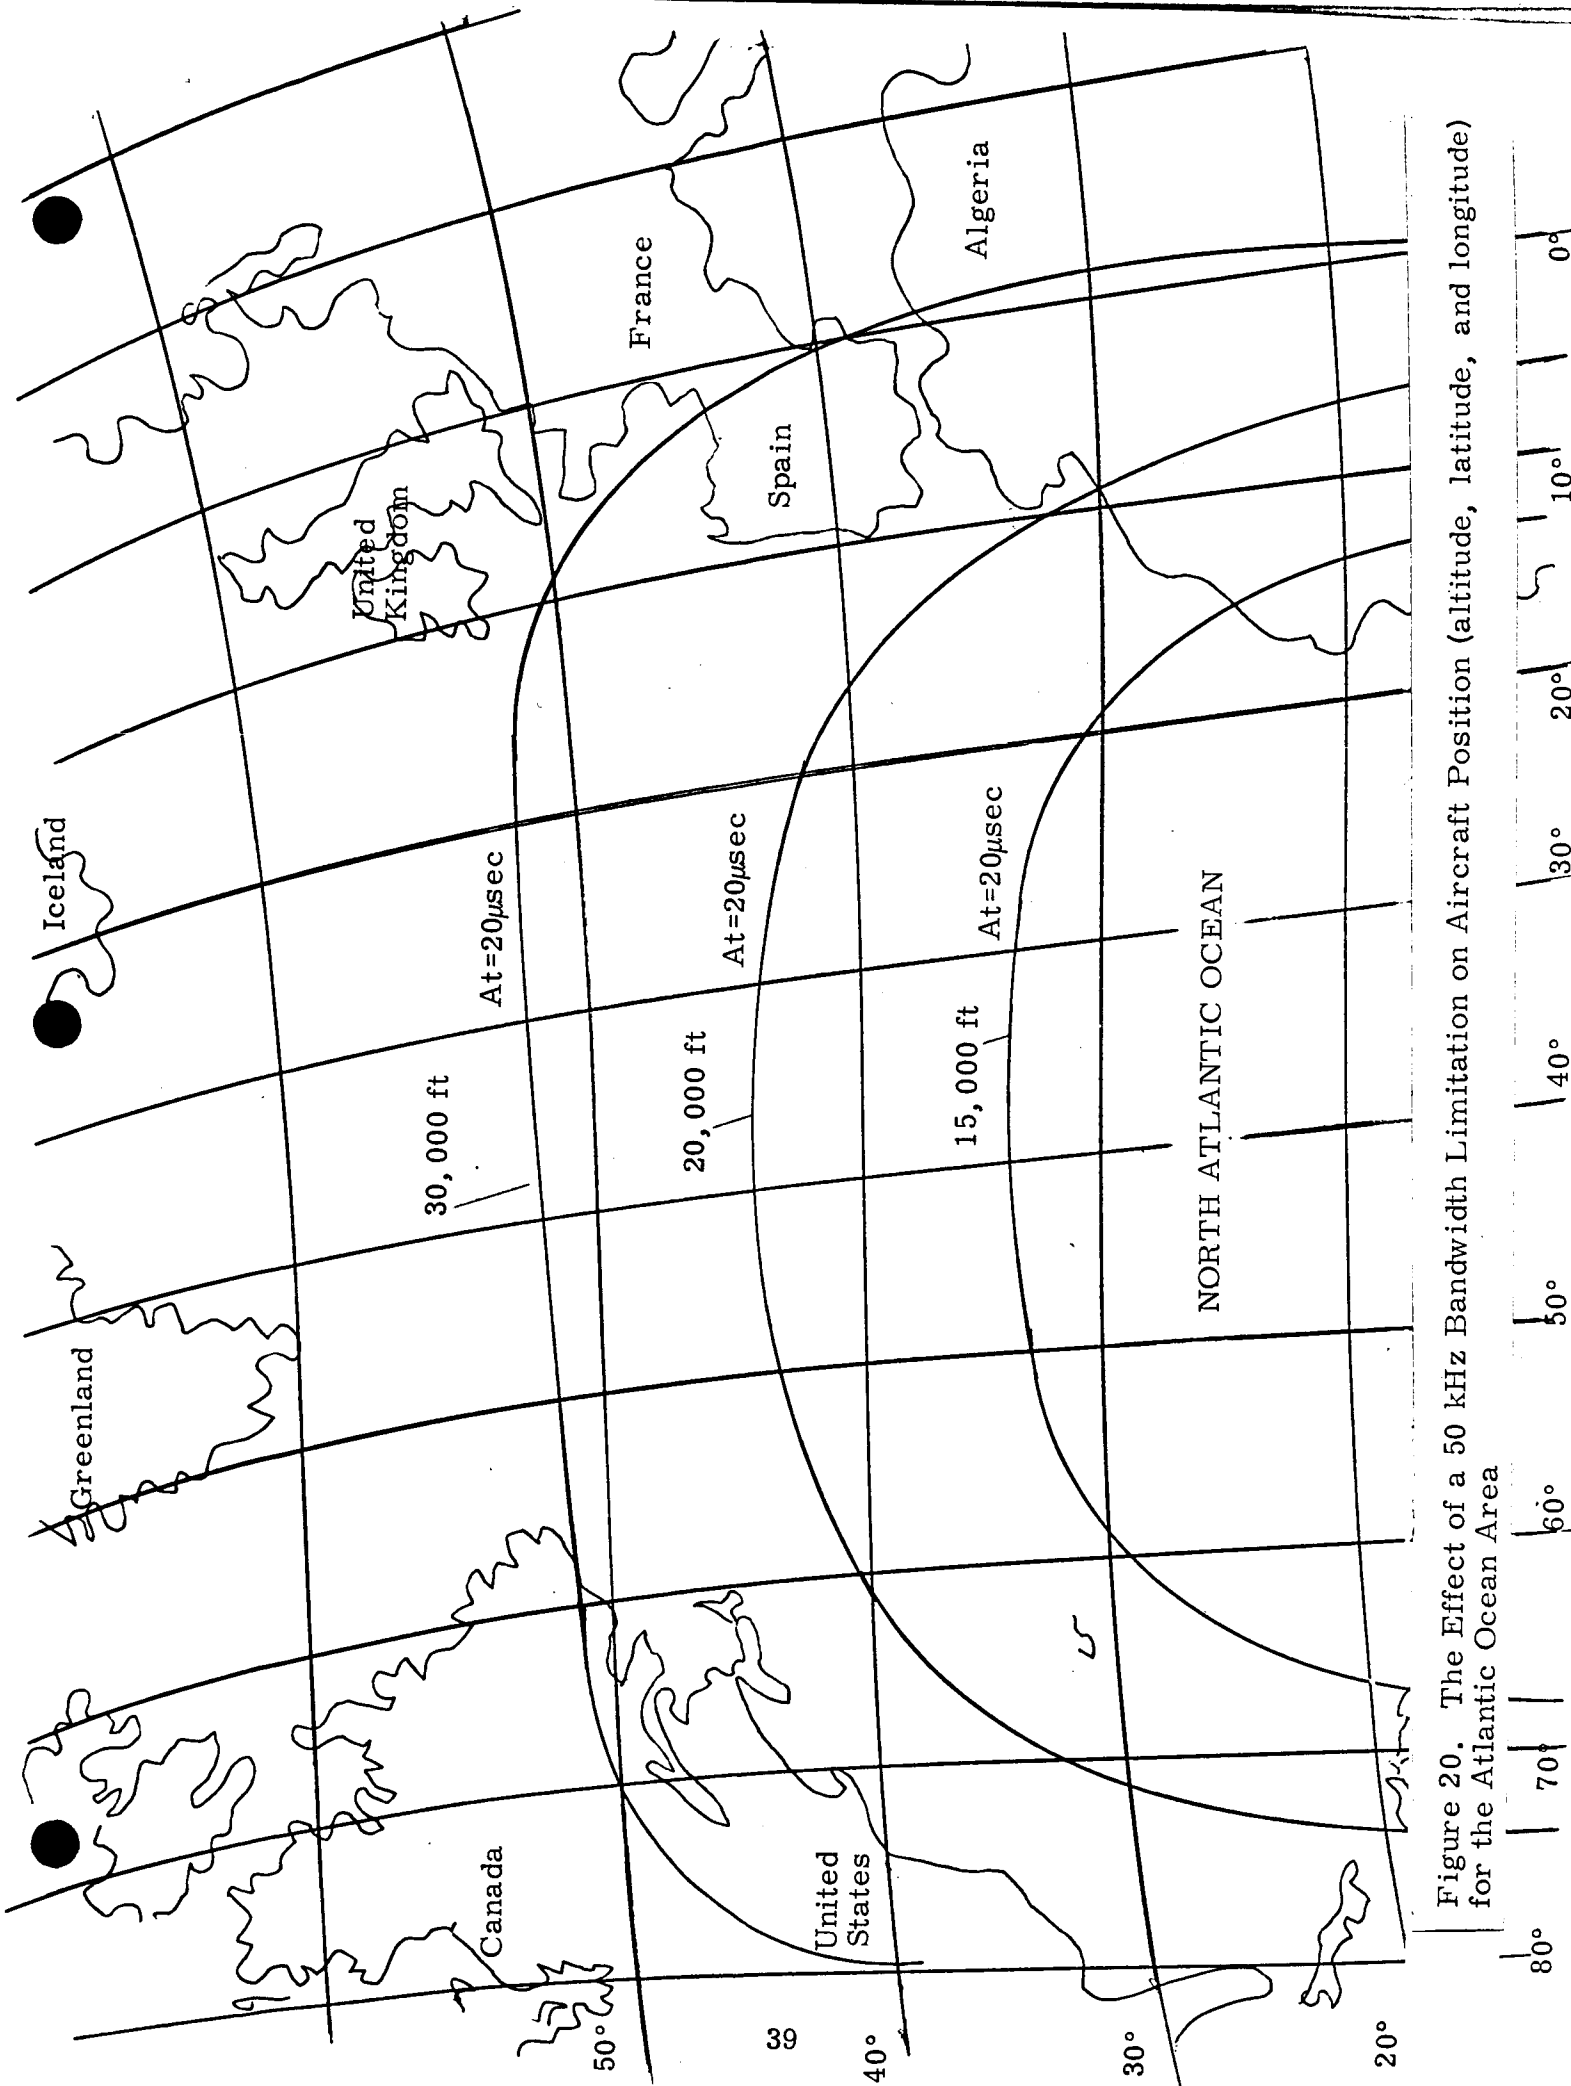 Iceland
Greenland
United
Kingdom
Canada
At=20µsec
30, 000 ft
France
At=20µsec
20, 000 ft
Spain
Algeria
United
States
At=20µsec
15, 000 ft
NORTH ATLANTIC OCEAN
50°
40°
30°
20°
39
Figure 20. The Effect of a 50 kHz Bandwidth Limitation on Aircraft Position (altitude, latitude, and longitude)
for the Atlantic Ocean Area
80°
70°
60°
50°
40°
30°
20°
10°
0°